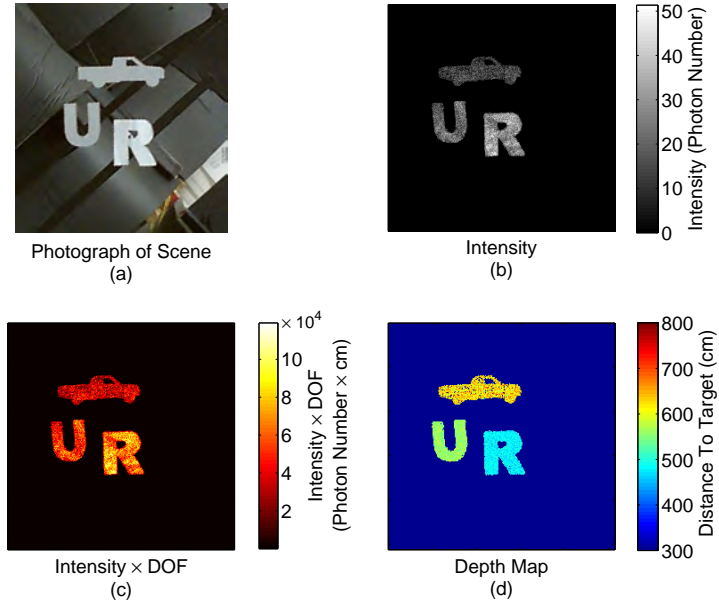 U R
Photograph of Scene
(a)
U R
50
40
30
20
10
0
Intensity (Photon Number)
Intensity
(b)
U R
× 10⁴
10
8
6
4
2
Intensity × DOF
(Photon Number × cm)
Intensity × DOF
(c)
U R
800
700
600
500
400
300
Distance To Target (cm)
Depth Map
(d)